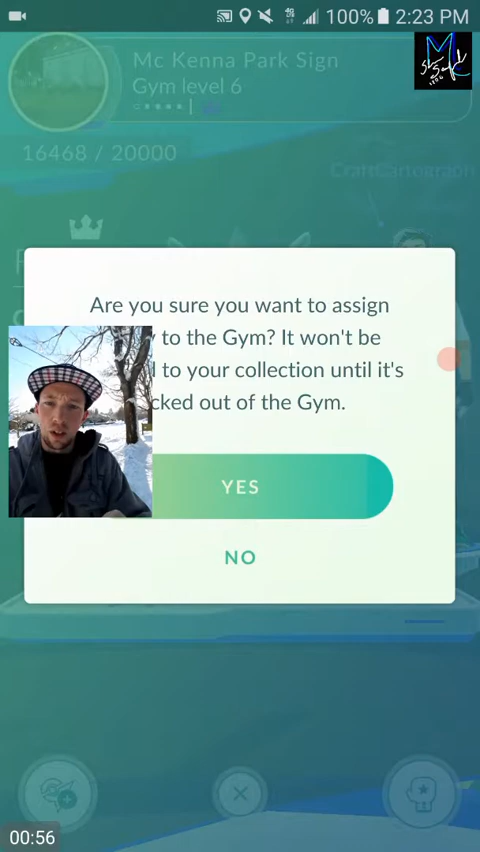 100% 2:23 PM
Mc Kenna Park Sign
Gym level 6
16468 / 20000
CraftCartograph
Are you sure you want to assign
to the Gym? It won't be
to your collection until it's
cked out of the Gym.
YES
NO
00:56